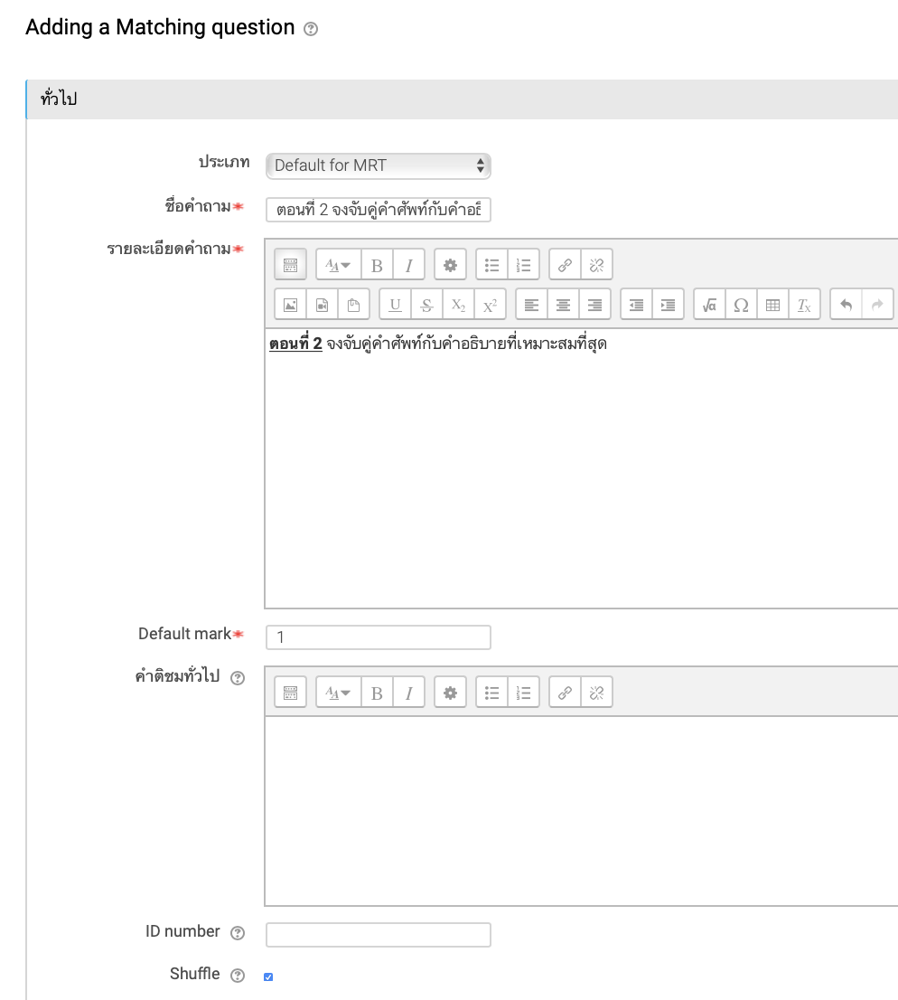 Adding a Matching question
ทั่วไป
ประเภท Default for MRT
ชื่อคำถาม ตอนที่ 2 จงจับคู่คำศัพท์กับคำอธิ
รายละเอียดคำถาม
B I
U S X₂ X²
√a Ω Tx
ตอนที่ 2 จงจับคู่คำศัพท์กับคำอธิบายที่เหมาะสมที่สุด
Default mark 1
คำติชมทั่วไป
B I
ID number
Shuffle